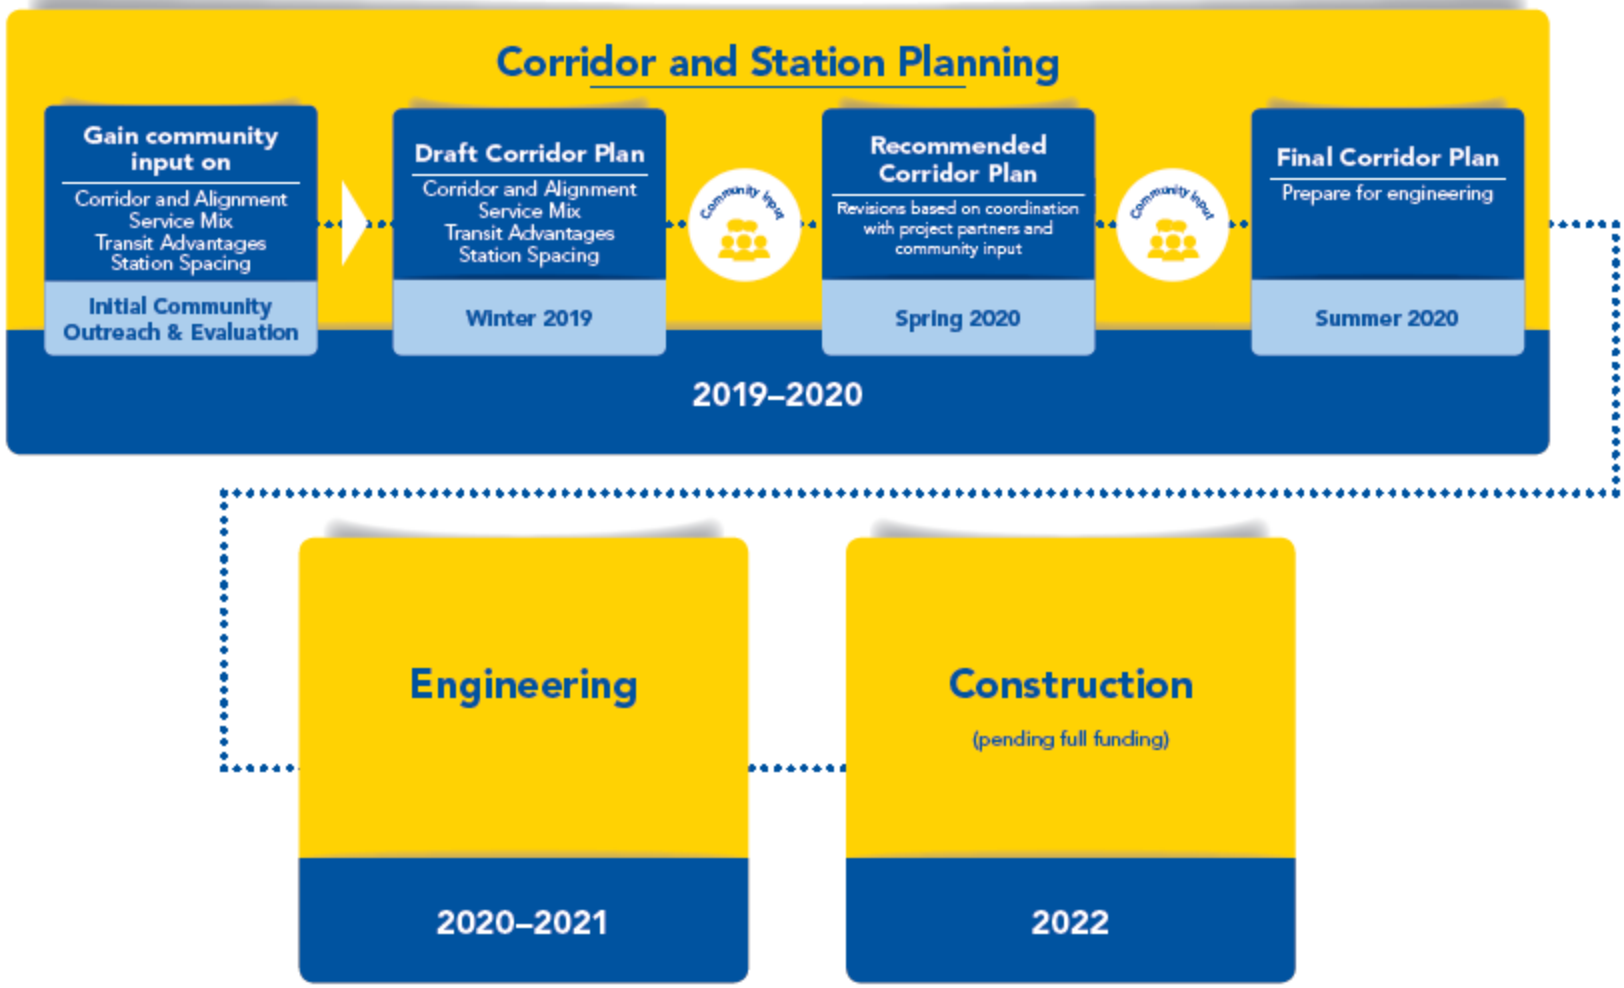 Corridor and Station Planning
Gain community
input on
Corridor and Alignment
Service Mix
Transit Advantages
Station Spacing
Initial Community
Outreach & Evaluation
Draft Corridor Plan
Corridor and Alignment
Service Mix
Transit Advantages
Station Spacing
Winter 2019
Community Input
Recommended
Corridor Plan
Revisions based on coordination
with project partners and
community input
Spring 2020
Community Input
Final Corridor Plan
Prepare for engineering
Summer 2020
2019–2020
Engineering
2020–2021
Construction
(pending full funding)
2022